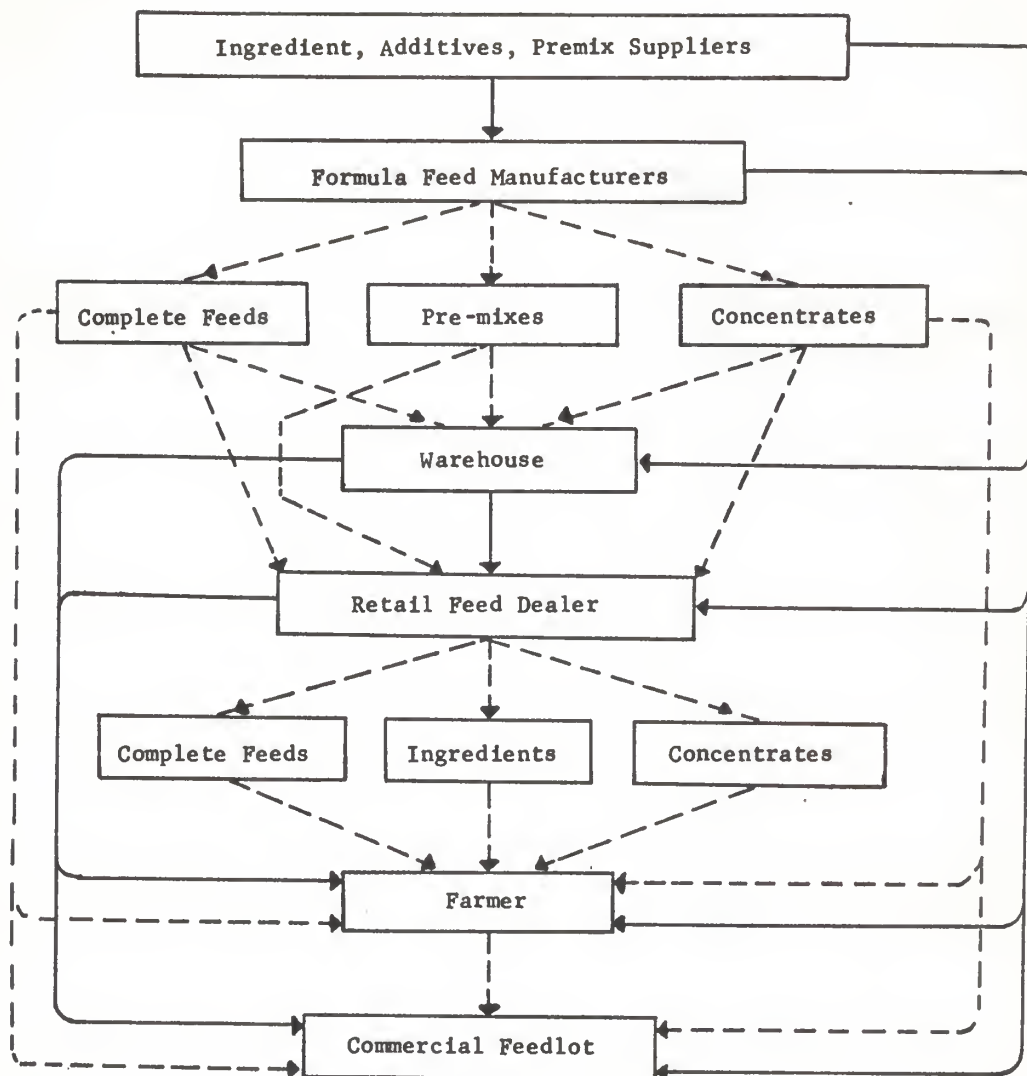 Ingredient, Additives, Premix Suppliers
Formula Feed Manufacturers
Complete Feeds
Pre-mixes
Concentrates
Warehouse
Retail Feed Dealer
Complete Feeds
Ingredients
Concentrates
Farmer
Commercial Feedlot